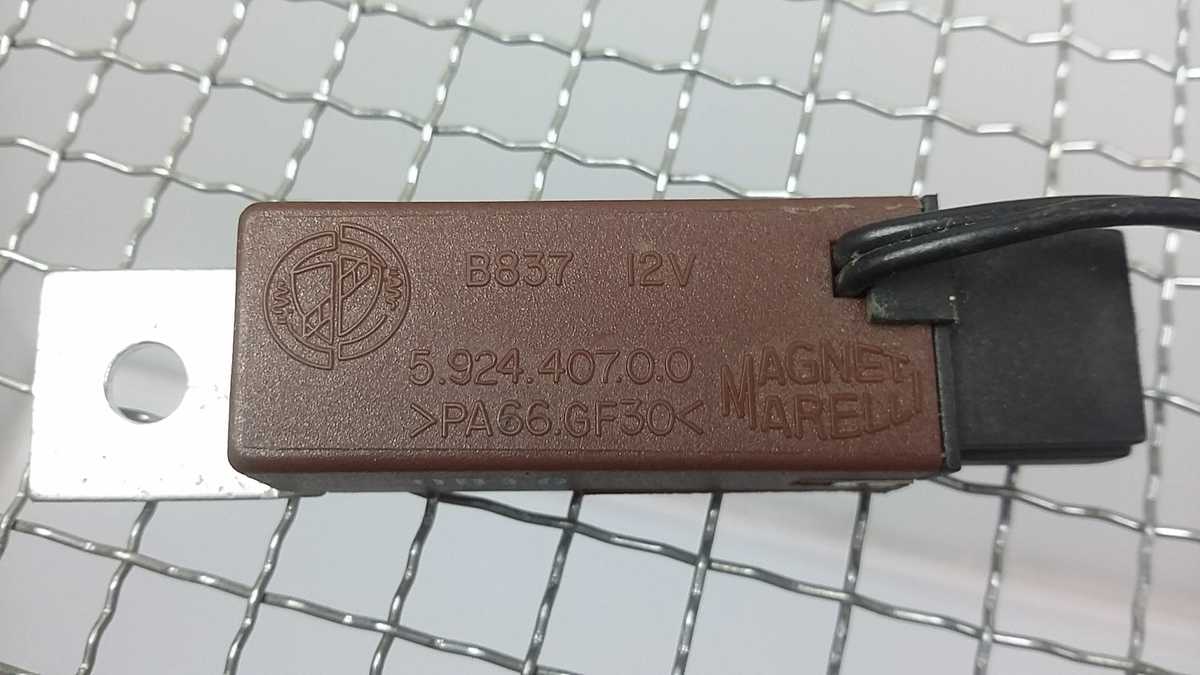 B837 12V
5.924.407.0.0
>PA66.GF30<
MAGNETI
MARELLI